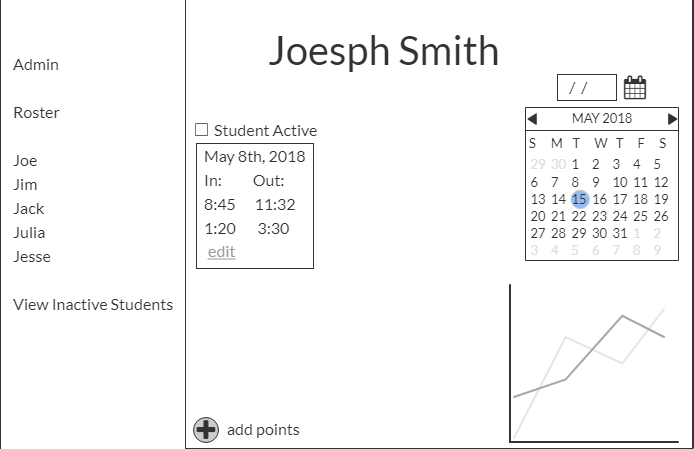 Admin
Roster
Joe
Jim
Jack
Julia
Jesse
View Inactive Students
Joesph Smith
/ /
Student Active
May 8th, 2018
In: Out:
8:45 11:32
1:20 3:30
edit
MAY 2018
S M T W T F S
29 30 1 2 3 4 5
6 7 8 9 10 11 12
13 14 15 16 17 18 19
20 21 22 23 24 25 26
27 28 29 30 31 1 2
3 4 5 6 7 8 9
add points